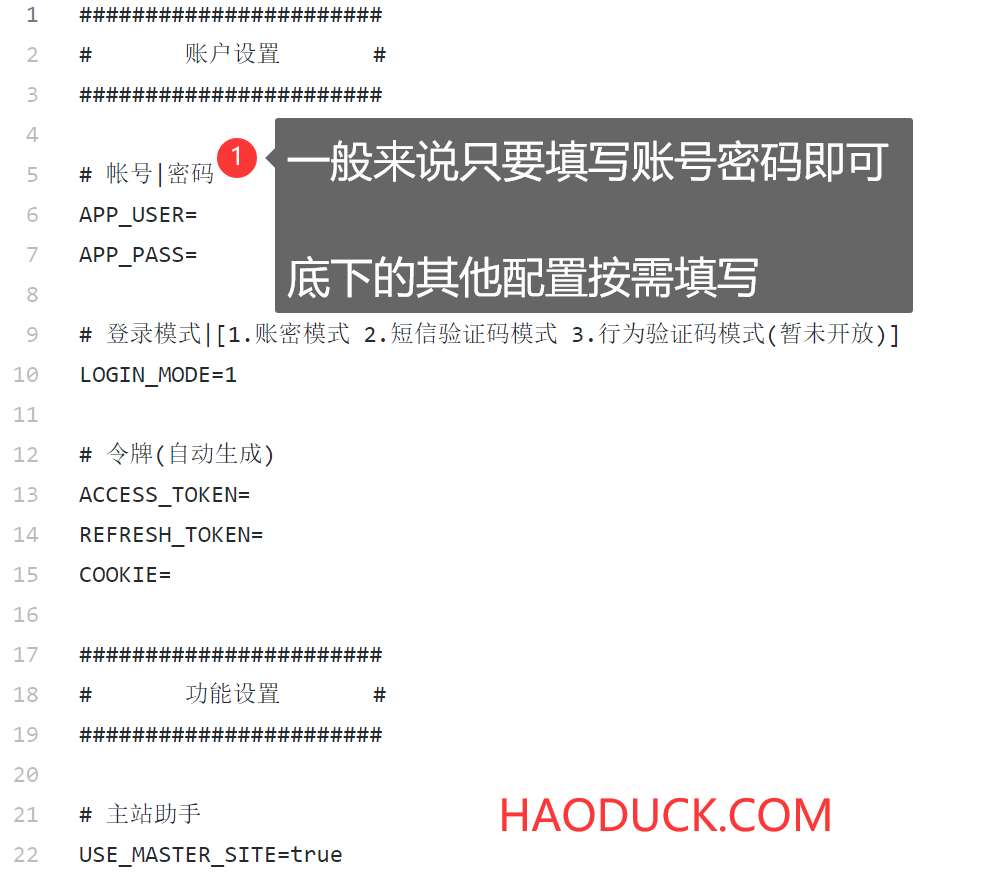 1 #######################
2 # 账户设置 #
3 #######################
4
5 # 帐号|密码
1 一般来说只要填写账号密码即可
6 APP_USER=
7 APP_PASS=
底下的其他配置按需填写
8
9 # 登录模式|[1.账密模式 2.短信验证码模式 3.行为验证码模式(暂未开放)]
10 LOGIN_MODE=1
11
12 # 令牌(自动生成)
13 ACCESS_TOKEN=
14 REFRESH_TOKEN=
15 COOKIE=
16
17 #######################
18 # 功能设置 #
19 #######################
20
21 # 主站助手
HAODUCK.COM
22 USE_MASTER_SITE=true